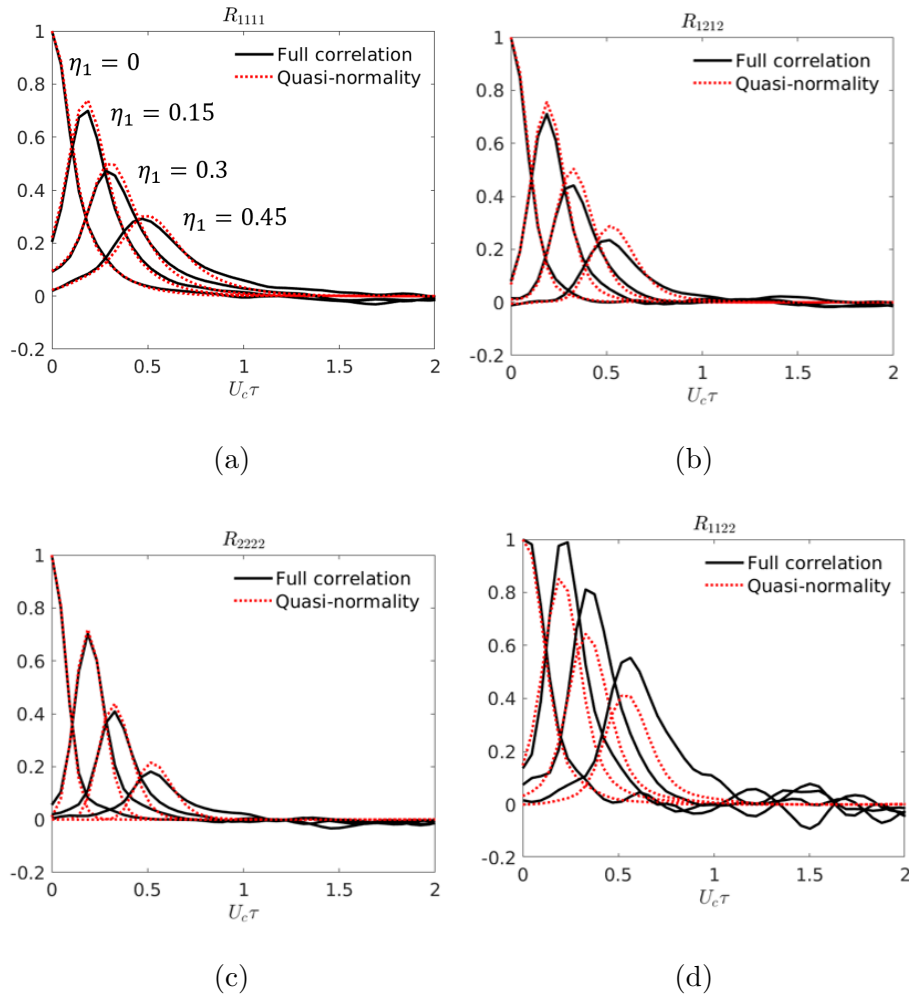 R₁₁₁₁
1
0.8
0.6
0.4
0.2
0
-0.2
0
0.5
1
1.5
2
U_cτ
Full correlation
Quasi-normality
η₁ = 0
η₁ = 0.15
η₁ = 0.3
η₁ = 0.45
(a)
R₁₂₁₂
1
0.8
0.6
0.4
0.2
0
-0.2
0
0.5
1
1.5
2
U_cτ
Full correlation
Quasi-normality
(b)
R₂₂₂₂
1
0.8
0.6
0.4
0.2
0
-0.2
0
0.5
1
1.5
2
U_cτ
Full correlation
Quasi-normality
(c)
R₁₁₂₂
1
0.8
0.6
0.4
0.2
0
-0.2
0
0.5
1
1.5
2
U_cτ
Full correlation
Quasi-normality
(d)